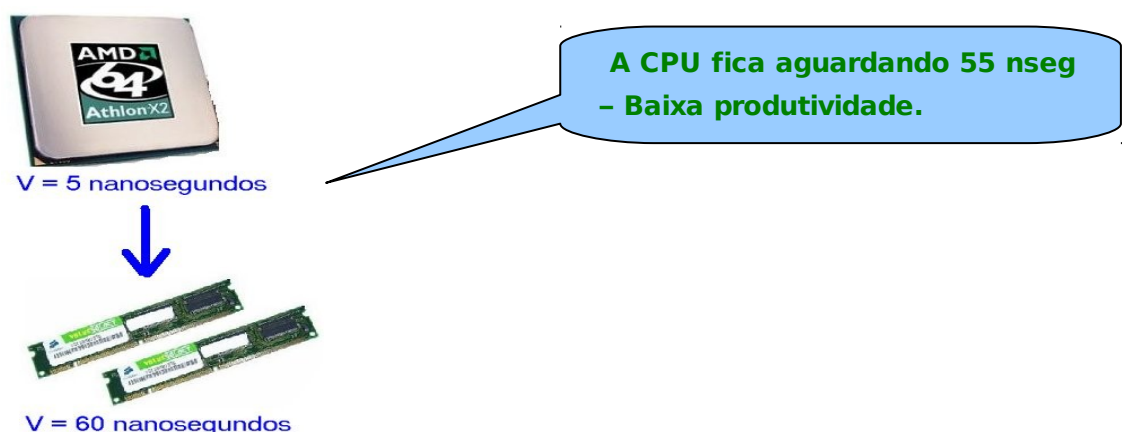 AMD
64
Athlon X2
A CPU fica aguardando 55 nseg
– Baixa produtividade.
V = 5 nanosegundos
V = 60 nanosegundos